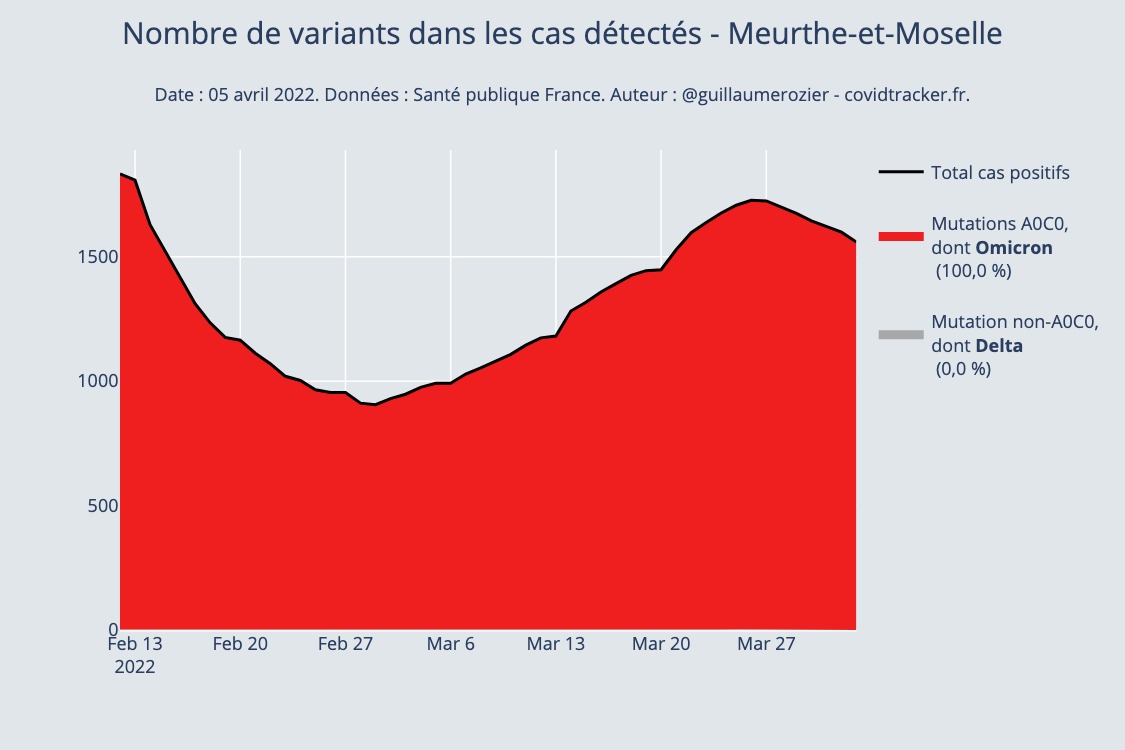 Nombre de variants dans les cas détectés - Meurthe-et-Moselle
Date : 05 avril 2022. Données : Santé publique France. Auteur : @guillaumerozier - covidtracker.fr.
Total cas positifs
Mutations A0C0,
dont Omicron
(100,0 %)
Mutation non-A0C0,
dont Delta
(0,0 %)
1500
1000
500
0
Feb 13 Feb 20 Feb 27 Mar 6 Mar 13 Mar 20 Mar 27
2022